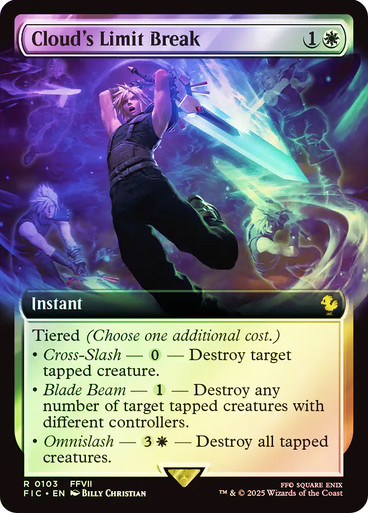 Cloud's Limit Break 1
Instant
Tiered (Choose one additional cost.)
• Cross-Slash — 0 — Destroy target
tapped creature.
• Blade Beam — 1 — Destroy any
number of target tapped creatures with
different controllers.
• Omnislash — 3 — Destroy all tapped
creatures.
R 0103 FFVII
FIC • EN Billy Christian
FF© SQUARE ENIX
™ & © 2025 Wizards of the Coast